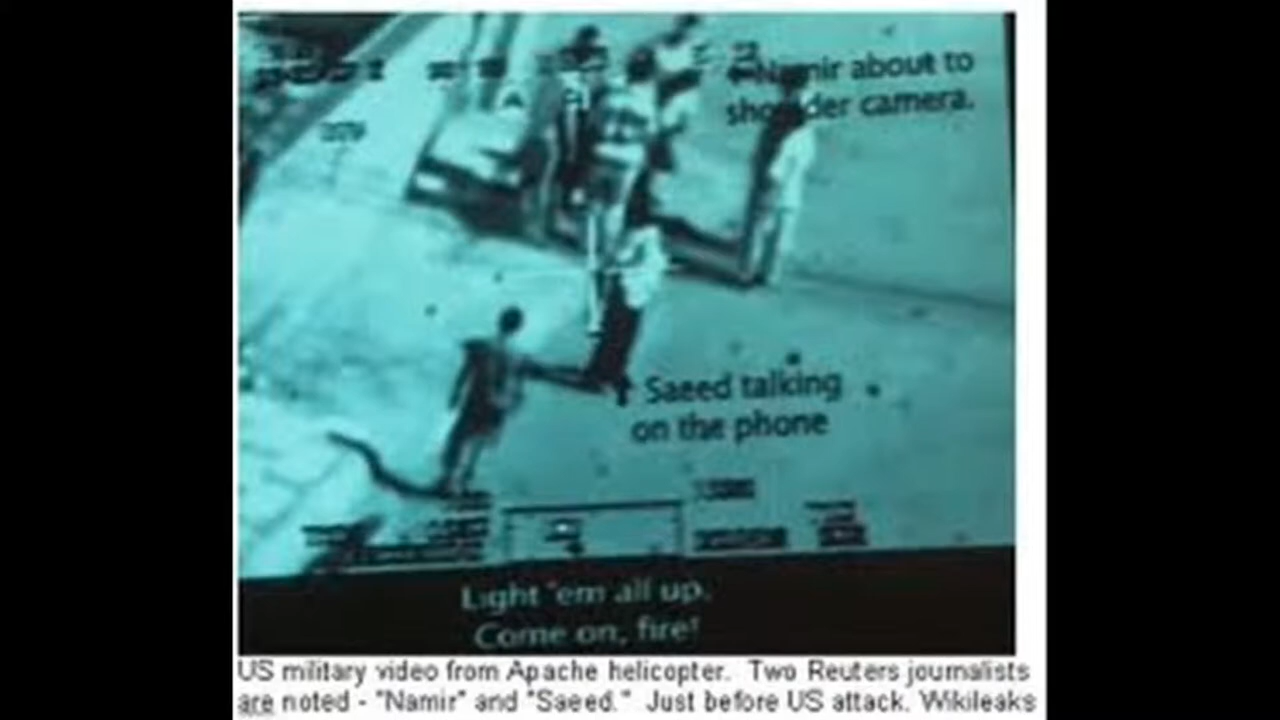 Namir about to
shoulder camera.
Saeed talking
on the phone
Light 'em all up.
Come on, fire!
US military video from Apache helicopter. Two Reuters journalists
are noted - "Namir" and "Saeed." Just before US attack. Wikileaks